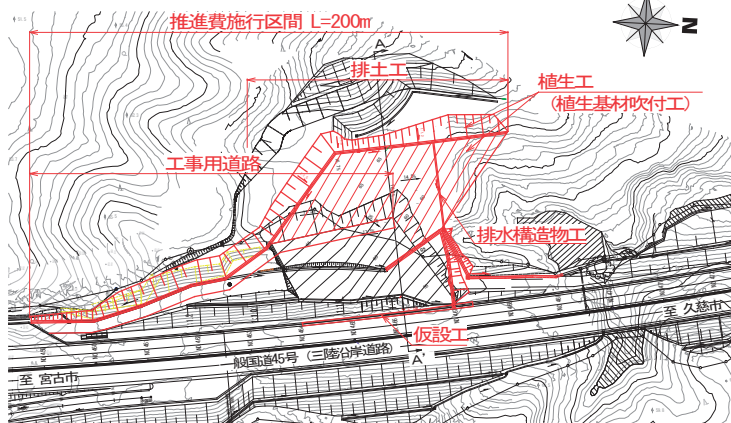 推進費施行区間 L=200㎡
N
A
排土工
植生工
(植生基材吹付工)
工事用道路
排水構造物工
仮設工
至 久慈市
一般国道45号 (三陸沿岸道路)
A'
至 宮古市